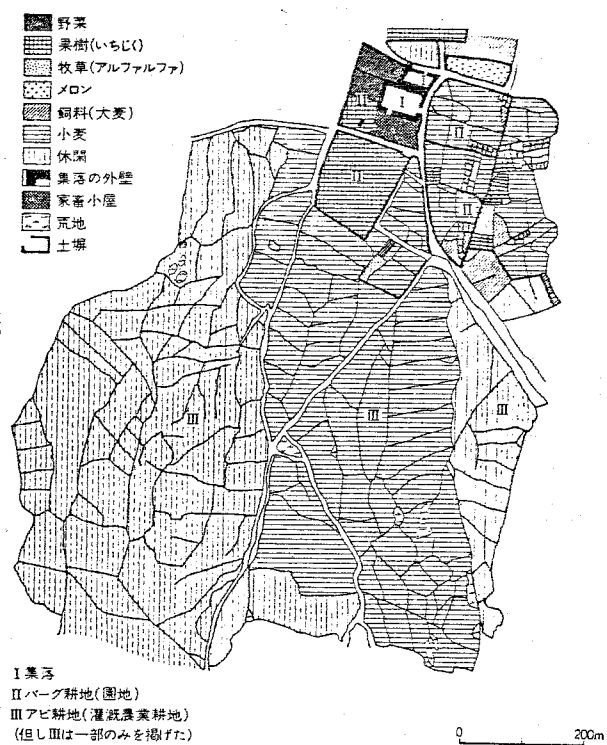 野菜
果樹(いちじく)
牧草(アルファルファ)
メロン
飼料(大麦)
小麦
休閑
集落の外壁
家畜小屋
荒地
土塀
I
II
II
II
II
III
III
III
I 集落
II バーグ耕地(園地)
III アビ耕地(灌漑農業耕地)
(但しIIIは一部のみを掲げた)
0 200m